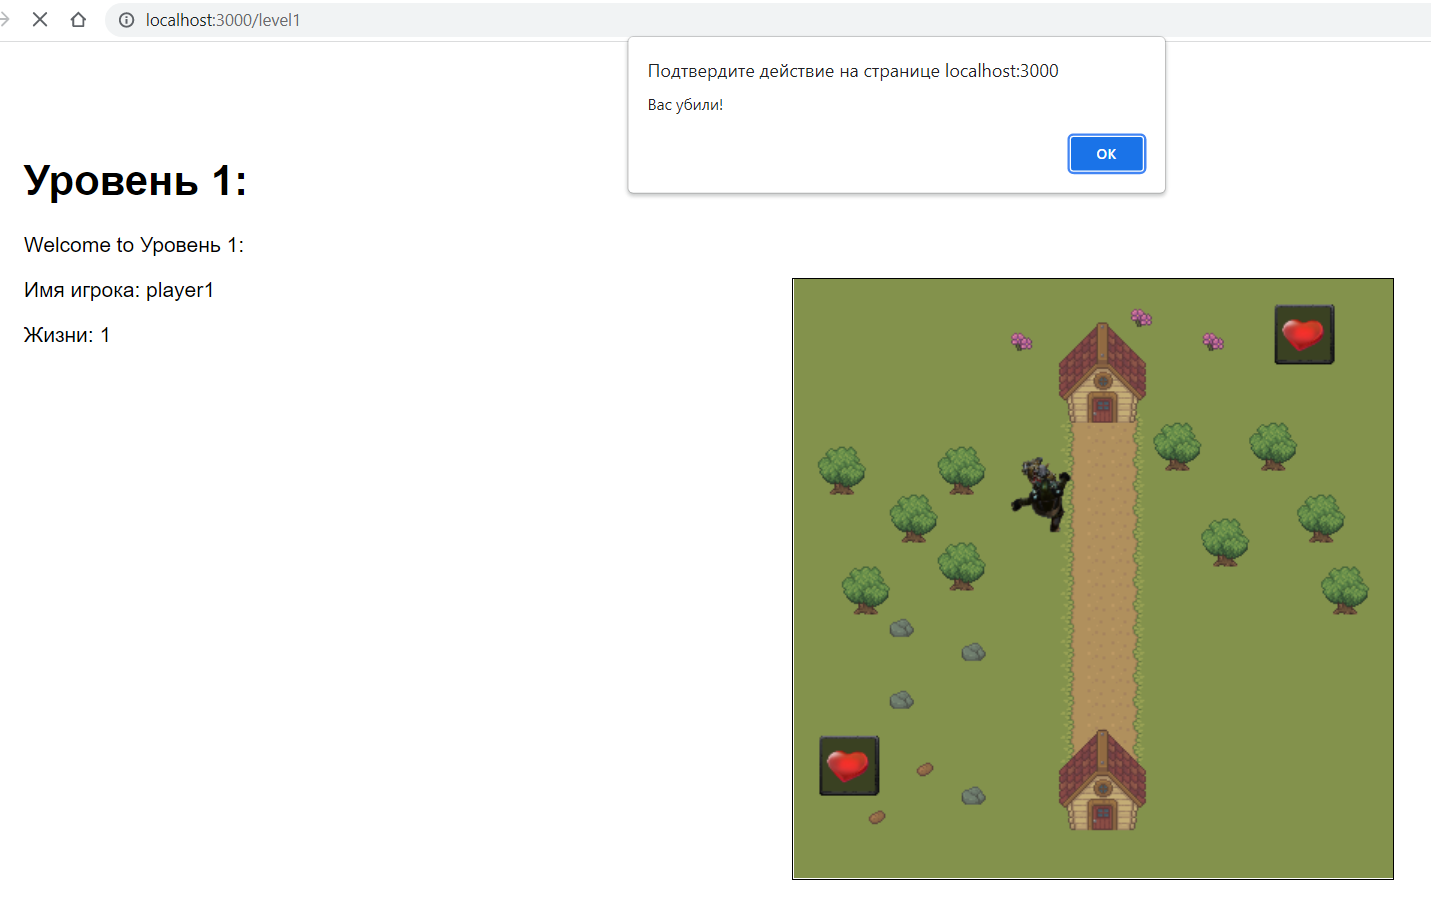 localhost:3000/level1
Подтвердите действие на странице localhost:3000
Вас убили!
ОК
Уровень 1:
Welcome to Уровень 1:
Имя игрока: player1
Жизни: 1